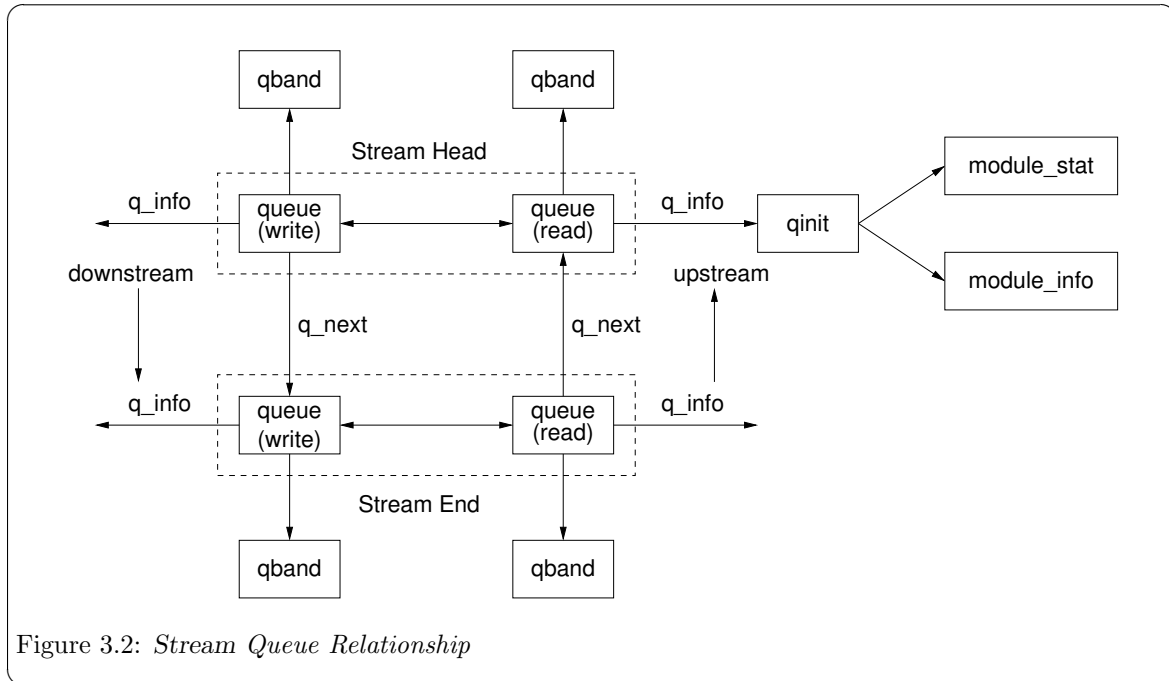 qband
qband
Stream Head
module_stat
q_info
queue
(write)
queue
(read)
q_info
qinit
downstream
upstream
module_info
q_next
q_next
q_info
queue
(write)
queue
(read)
q_info
Stream End
qband
qband
Figure 3.2: Stream Queue Relationship